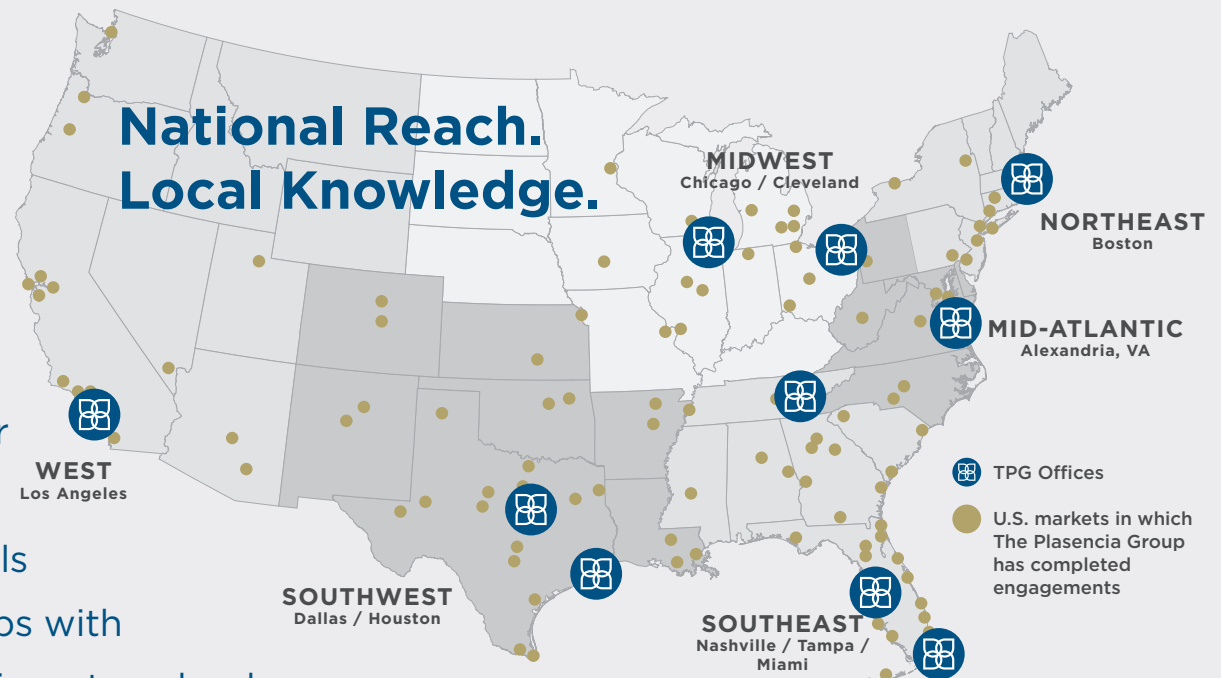 National Reach.
Local Knowledge.
MIDWEST
Chicago / Cleveland
NORTHEAST
Boston
MID-ATLANTIC
Alexandria, VA
WEST
Los Angeles
SOUTHWEST
Dallas / Houston
SOUTHEAST
Nashville / Tampa /
Miami
TPG Offices
U.S. markets in which
The Plasencia Group
has completed
engagements
r
ls
ps with